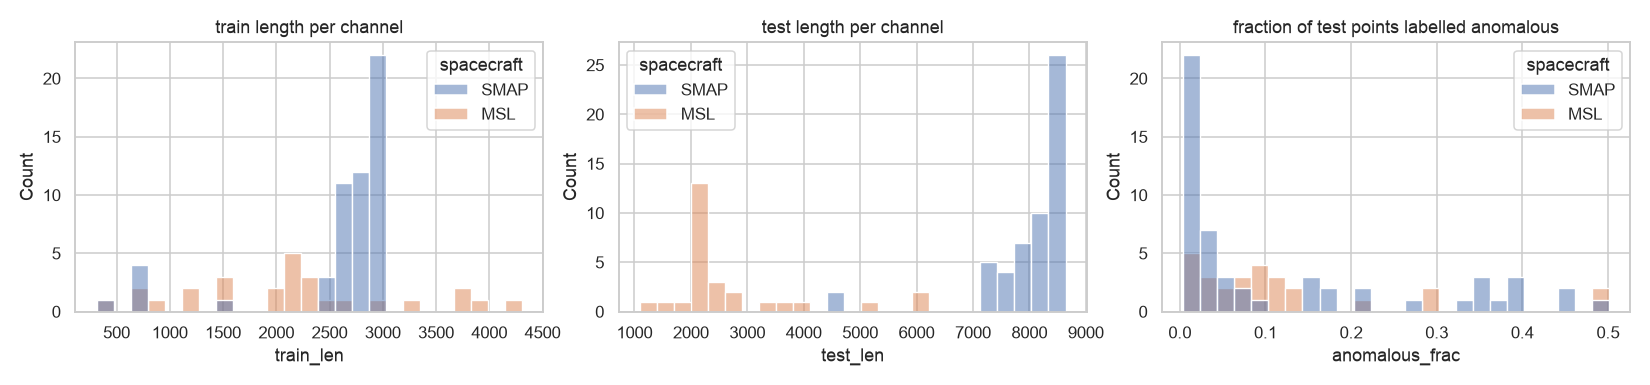 train length per channel
20
15
10
5
0
Count
500 1000 1500 2000 2500 3000 3500 4000 4500
train_len
spacecraft
SMAP
MSL
test length per channel
25
20
15
10
5
0
Count
1000 2000 3000 4000 5000 6000 7000 8000 9000
test_len
spacecraft
SMAP
MSL
fraction of test points labelled anomalous
20
15
10
5
0
Count
0.0 0.1 0.2 0.3 0.4 0.5
anomalous_frac
spacecraft
SMAP
MSL